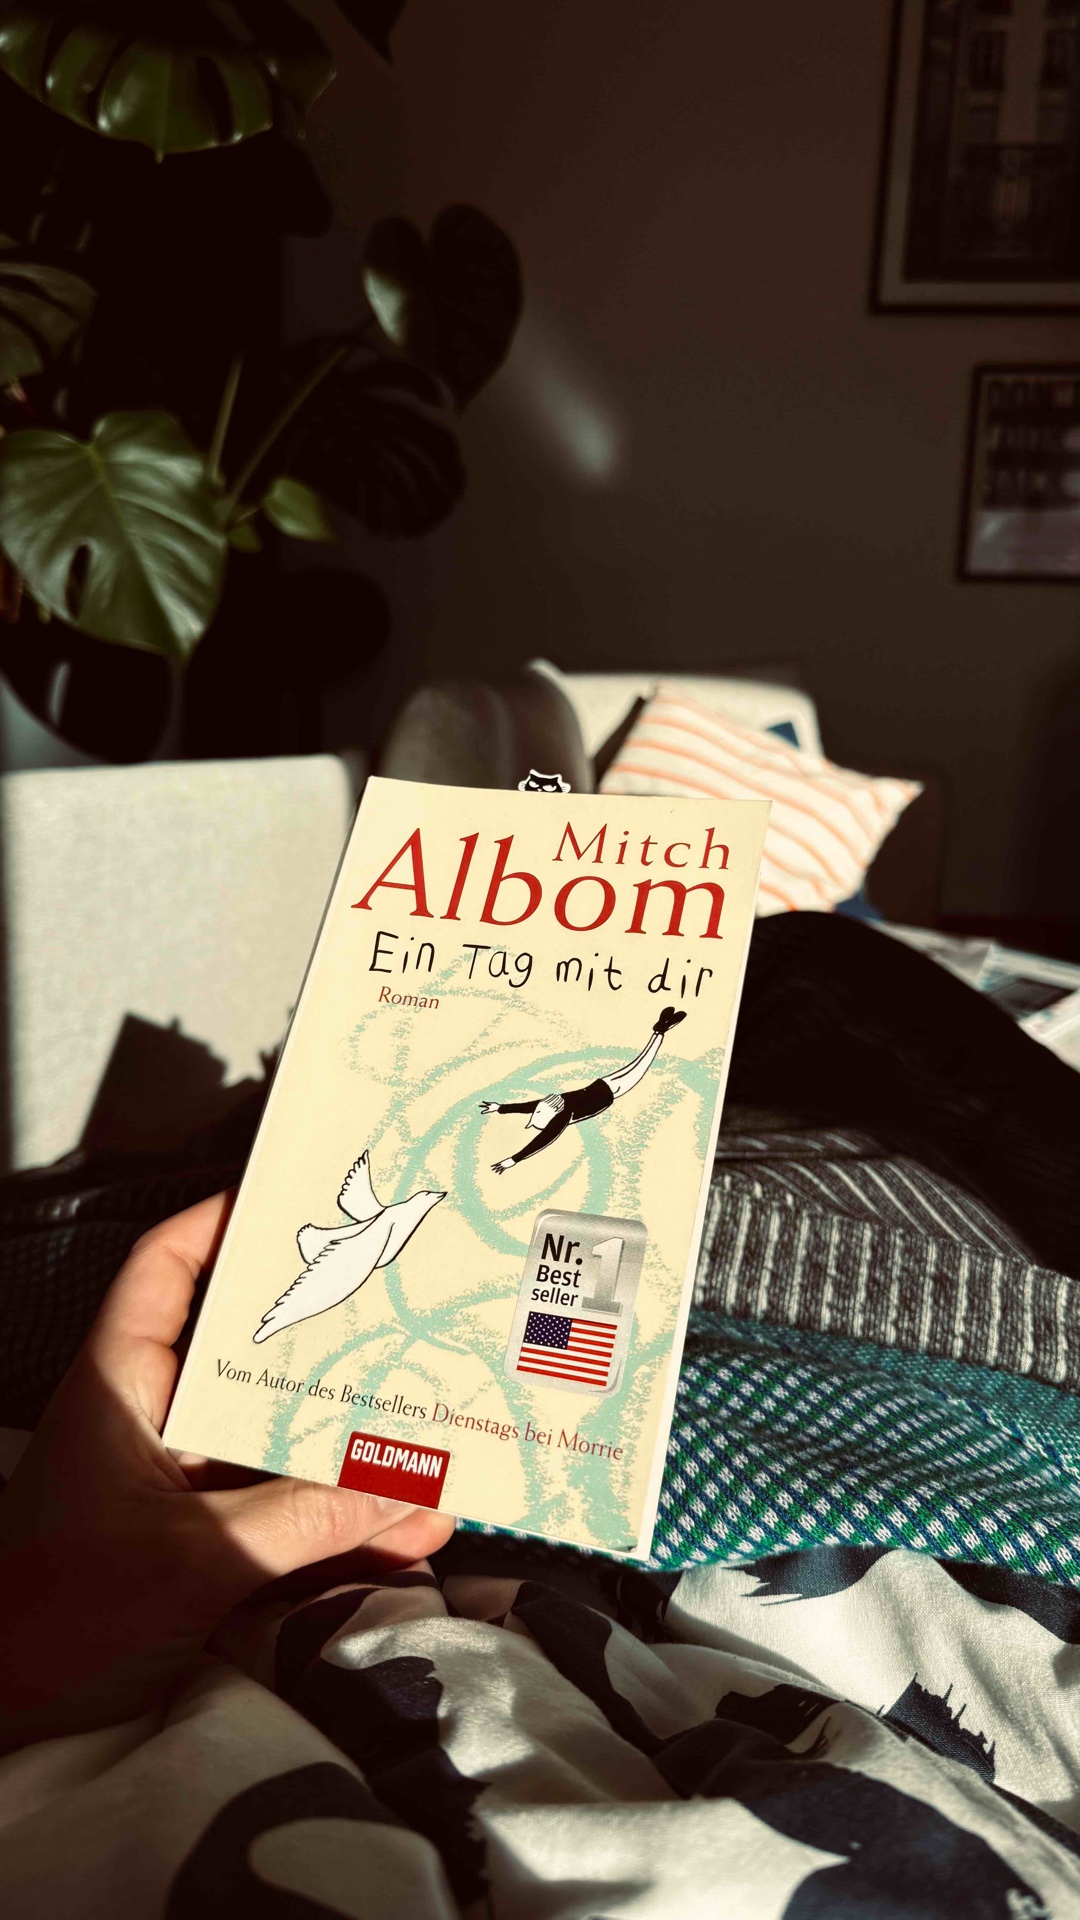 Mitch
Albom
Ein Tag mit dir
Roman
Nr. 1
Best
seller
Vom Autor des Bestsellers Dienstags bei Morrie
GOLDMANN